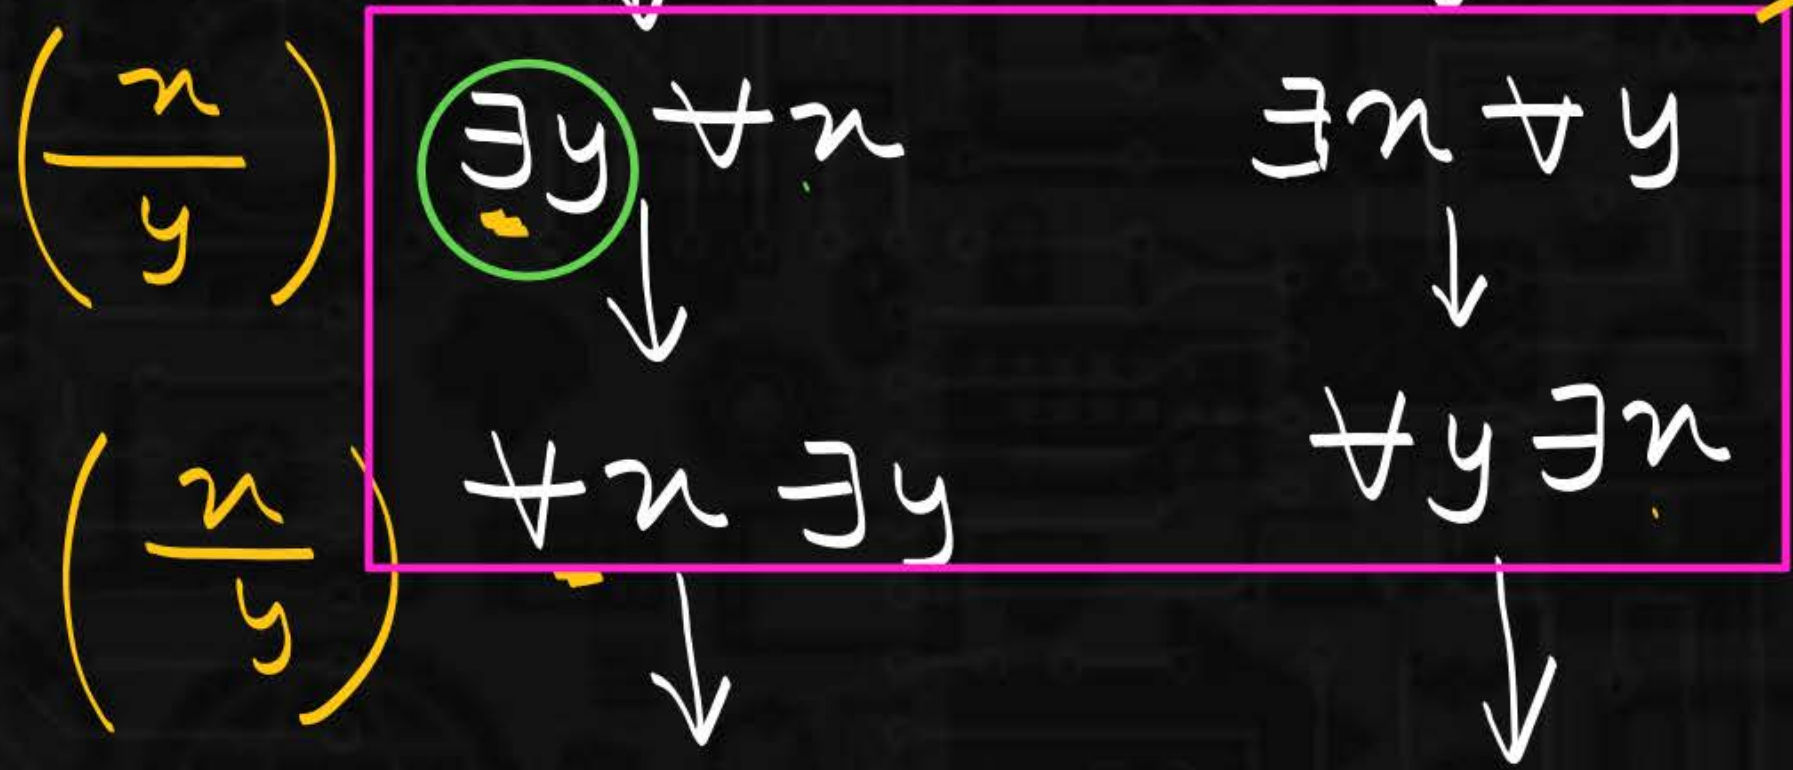 (x/y) ∃y ∀x ∃x ∀y
↓ ↓
(x/y) ∀x ∃y ∀y ∃x
↓ ↓